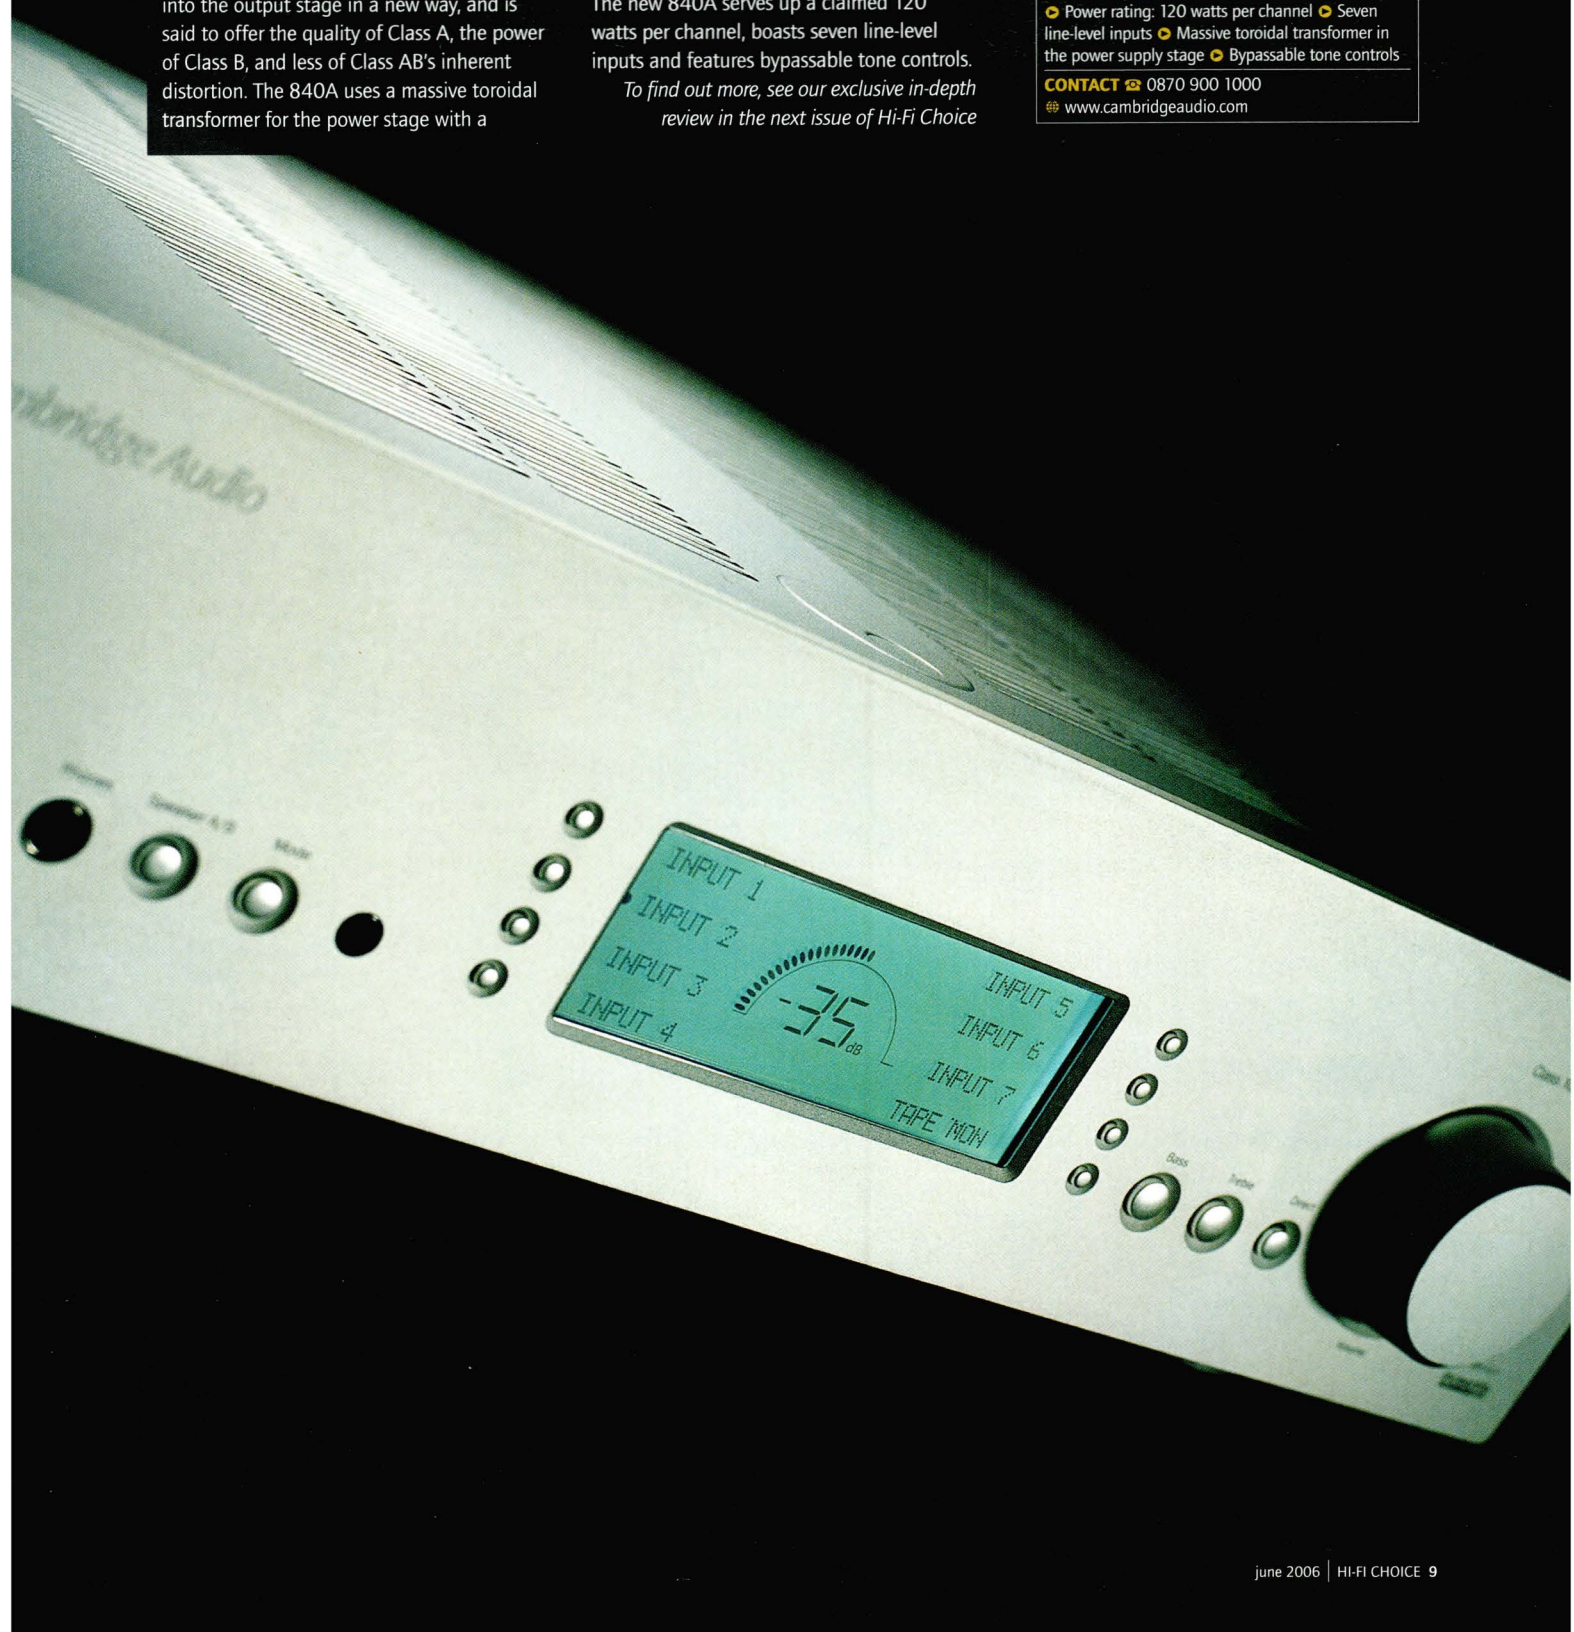 into the output stage in a new way, and is
said to offer the quality of Class A, the power
of Class B, and less of Class AB's inherent
distortion. The 840A uses a massive toroidal
transformer for the power stage with a
The new 840A serves up a claimed 120
watts per channel, boasts seven line-level
inputs and features bypassable tone controls.
To find out more, see our exclusive in-depth
review in the next issue of Hi-Fi Choice
Power rating: 120 watts per channel Seven
line-level inputs Massive toroidal transformer in
the power supply stage Bypassable tone controls
CONTACT ☎ 0870 900 1000
www.cambridgeaudio.com
mbridge Audio
Phones
Speaker A/B
Mode
INPUT 1
INPUT 2
INPUT 3
INPUT 4
-35 dB
INPUT 5
INPUT 6
INPUT 7
TAPE MON
Bass
Treble
Direct
Class
Volume
june 2006 | HI-FI CHOICE 9